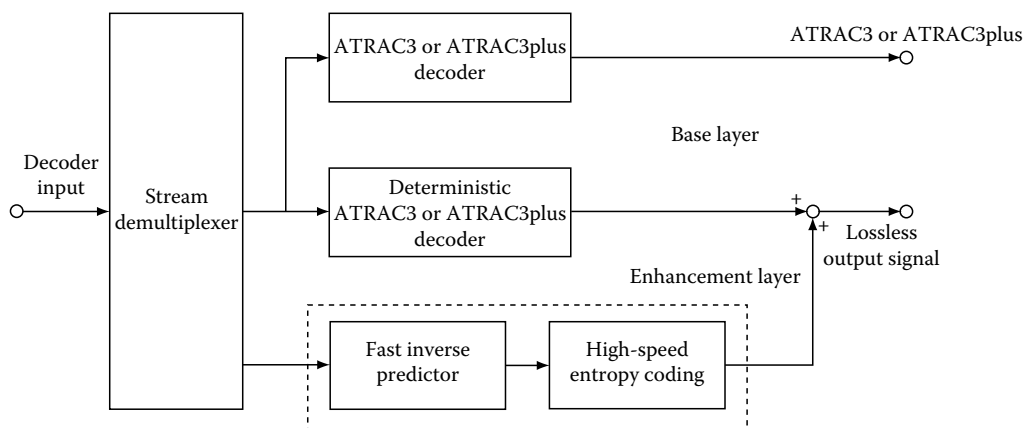 ATRAC3 or ATRAC3plus
decoder
ATRAC3 or ATRAC3plus
Base layer
Decoder
input
Stream
demultiplexer
Deterministic
ATRAC3 or ATRAC3plus
decoder
+
+
Lossless
output signal
Enhancement layer
Fast inverse
predictor
High-speed
entropy coding